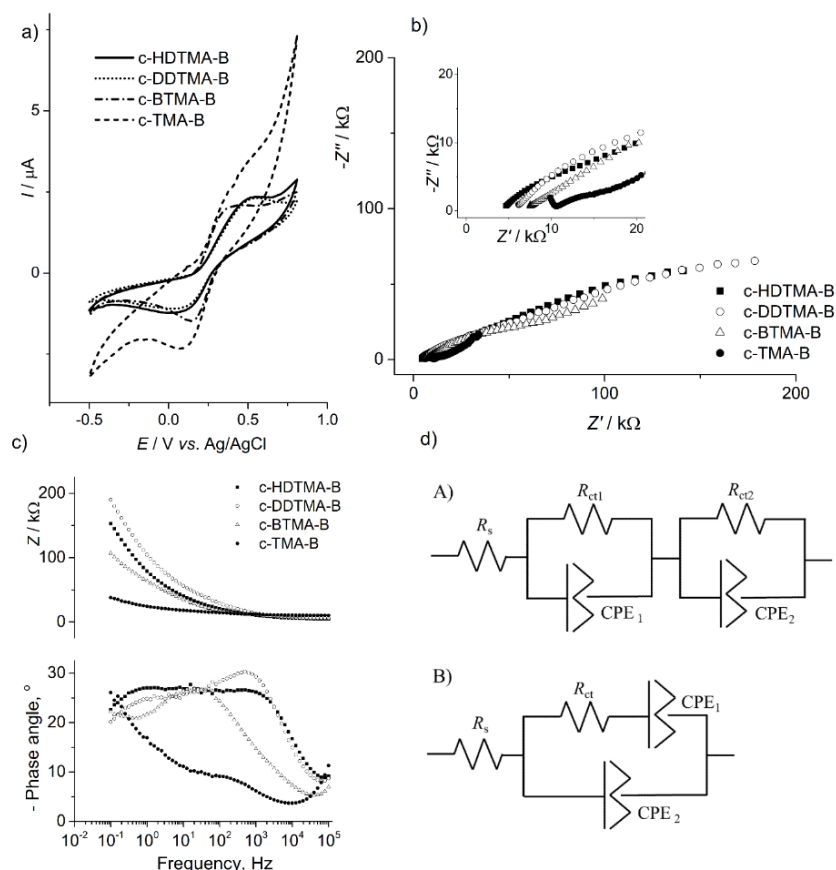 a)
c-HDTMA-B
c-DDTMA-B
c-BTMA-B
c-TMA-B
I / μA
5
0
-0.5 0.0 0.5 1.0
E / V vs. Ag/AgCl
b)
-Z'' / kΩ
200
150
100
50
0
0 50 100 200
Z' / kΩ
-Z'' / kΩ
20
10
0
0 10 20
Z' / kΩ
c-HDTMA-B
c-DDTMA-B
c-BTMA-B
c-TMA-B
c)
Z / kΩ
200
100
0
c-HDTMA-B
c-DDTMA-B
c-BTMA-B
c-TMA-B
- Phase angle, °
30
20
10
0
10⁻² 10⁻¹ 10⁰ 10¹ 10² 10³ 10⁴ 10⁵
Frequency, Hz
d)
A)
Rs
Rct1
CPE 1
Rct2
CPE2
B)
Rs
Rct
CPE1
CPE 2